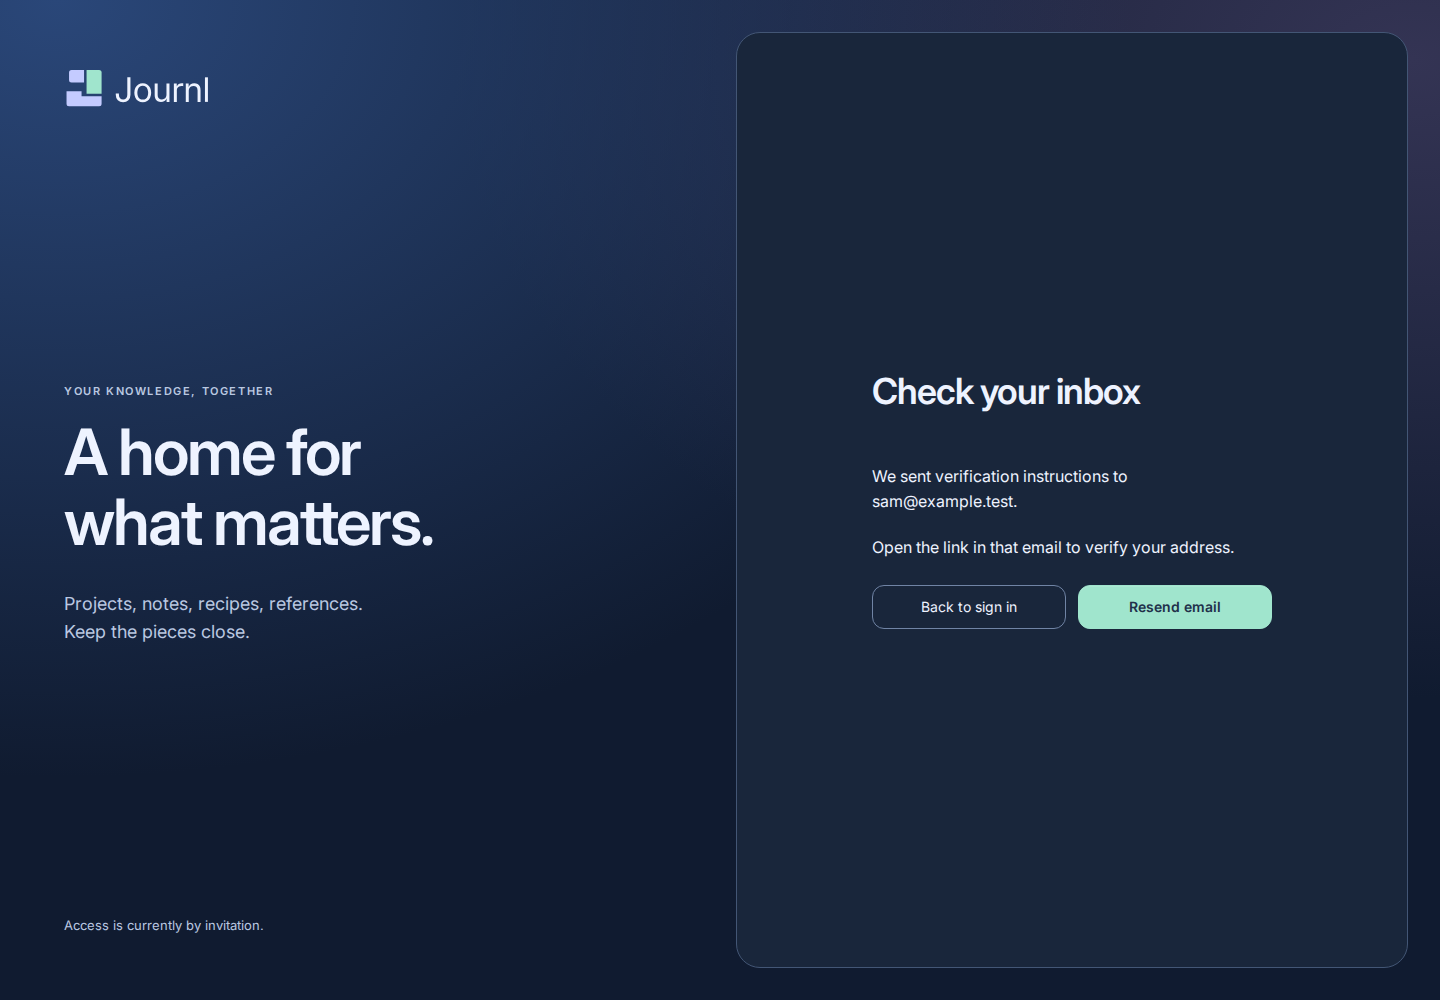 Journl
YOUR KNOWLEDGE, TOGETHER
A home for
what matters.
Projects, notes, recipes, references.
Keep the pieces close.
Access is currently by invitation.
Check your inbox
We sent verification instructions to
sam@example.test.
Open the link in that email to verify your address.
Back to sign in
Resend email